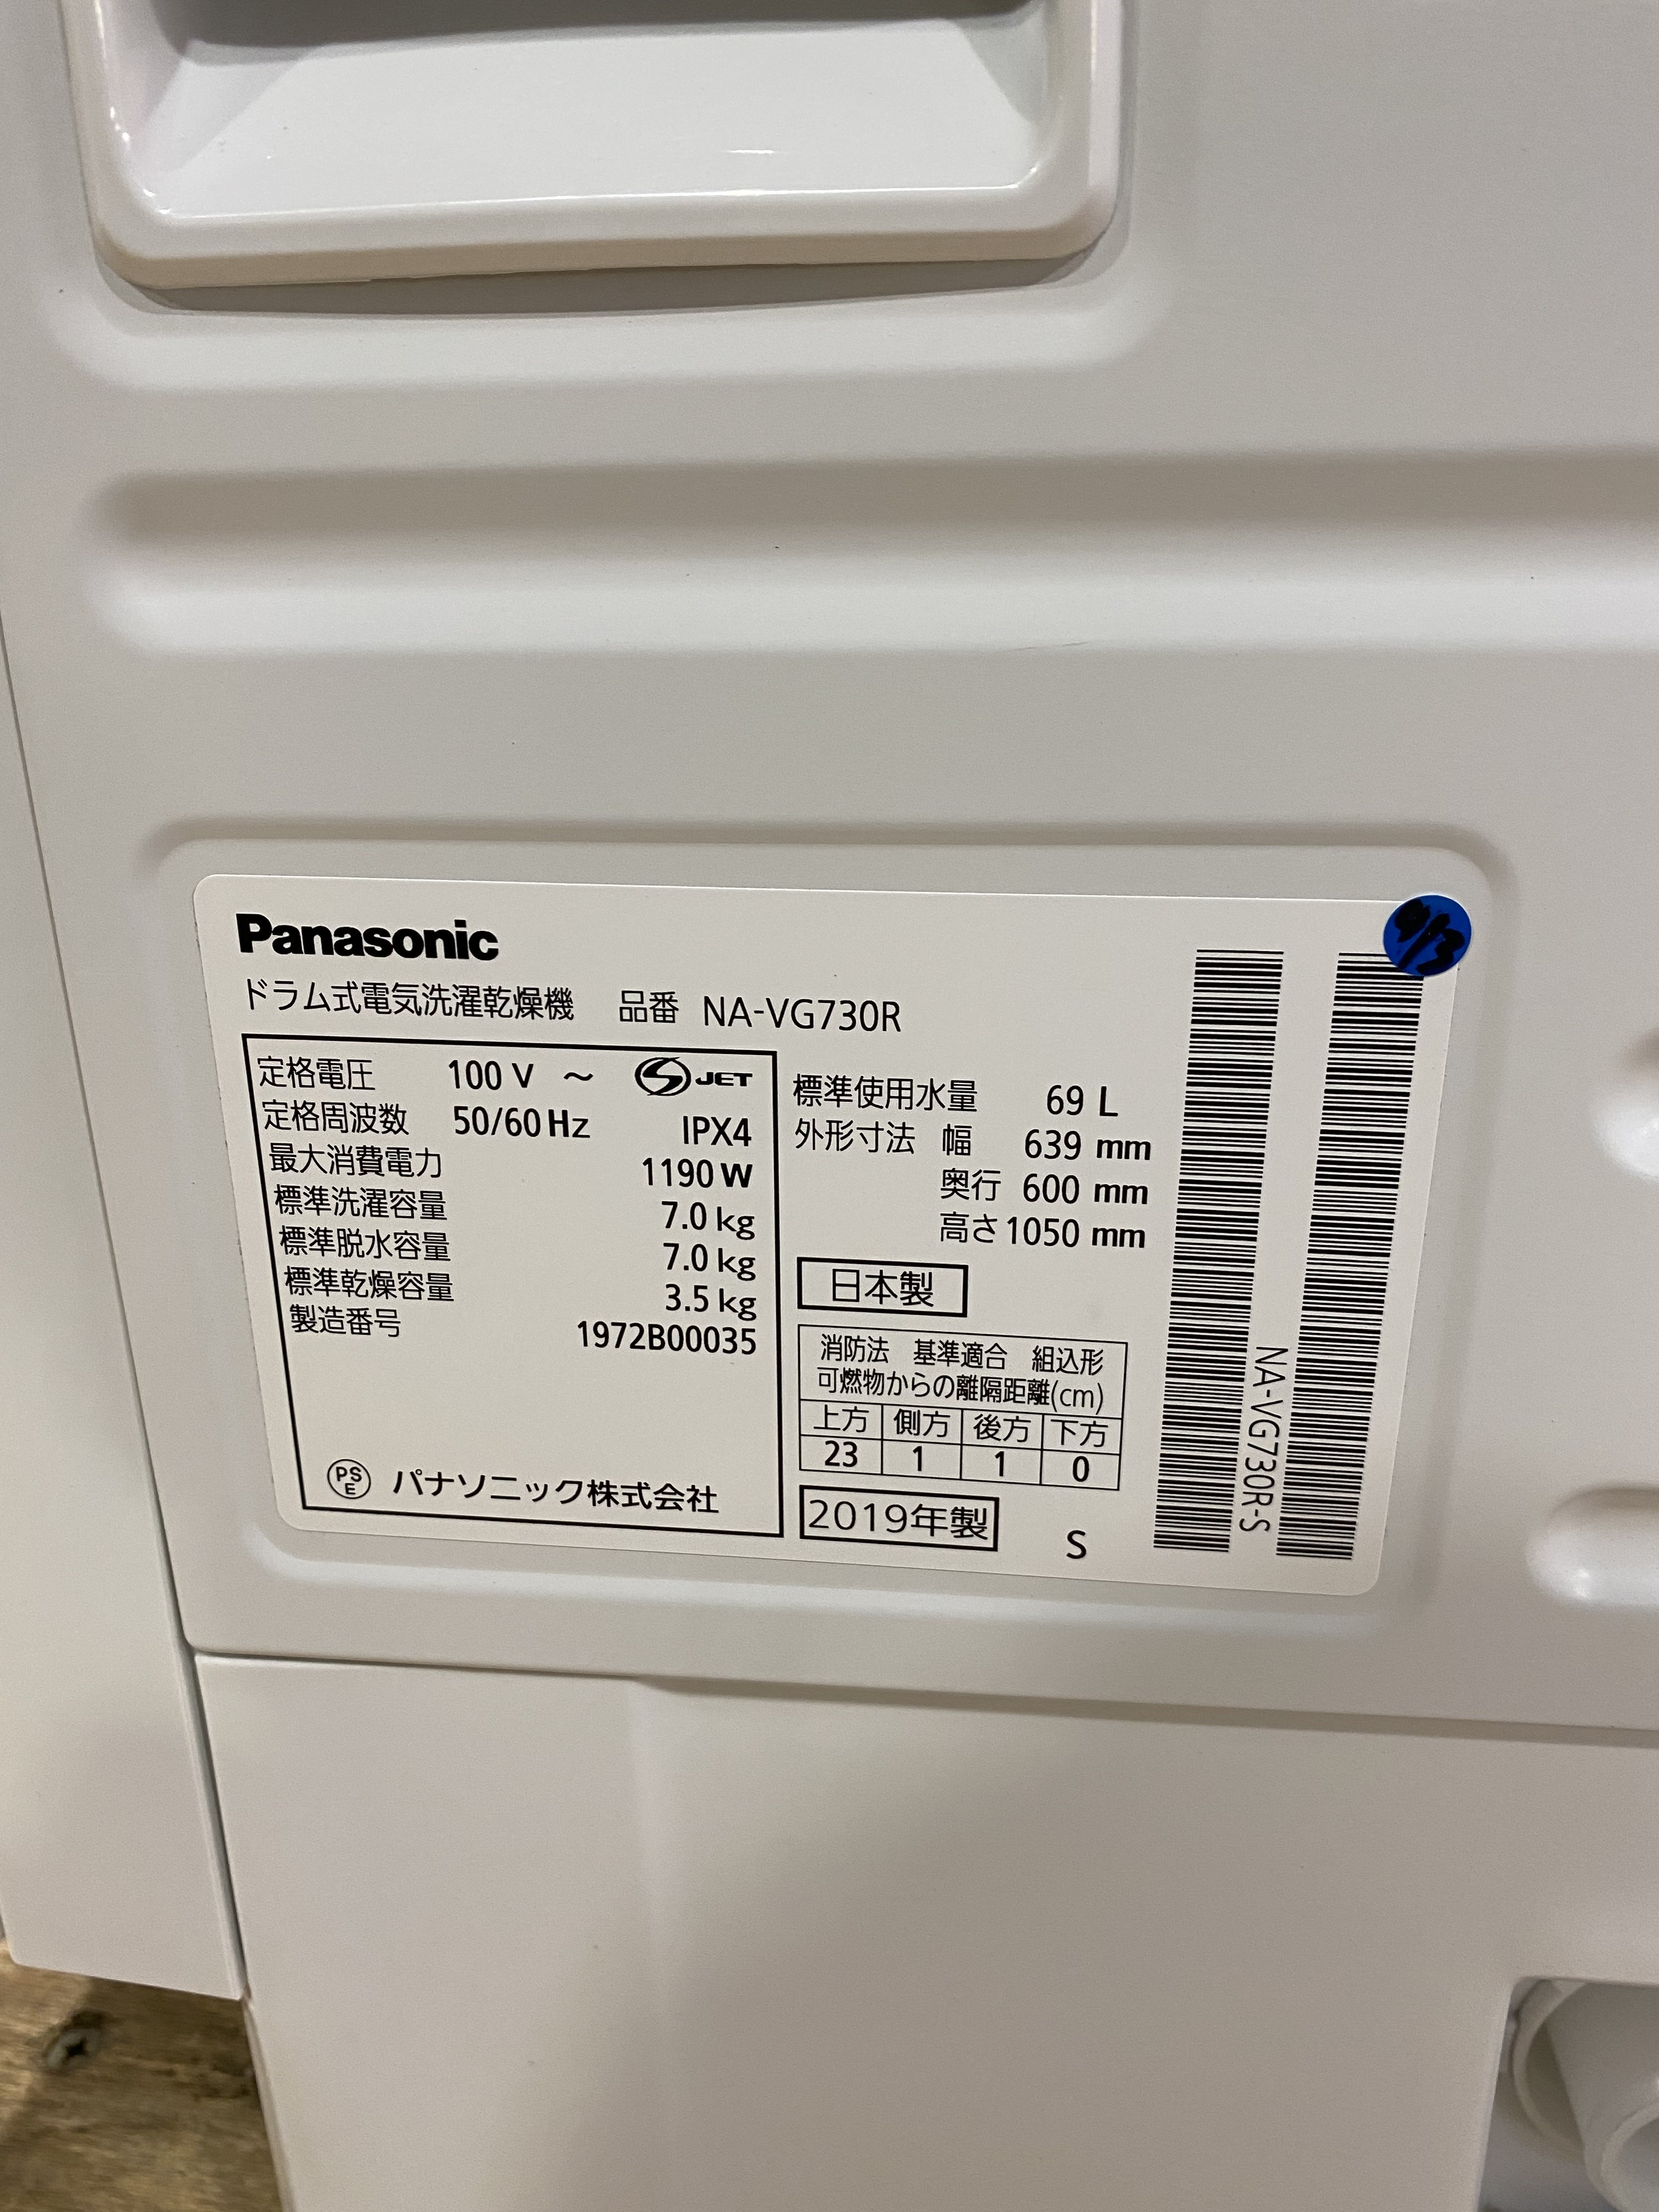 Panasonic
ドラム式電気洗濯乾燥機 品番 NA-VG730R
定格電圧 100 V ~ S JET
定格周波数 50/60 Hz IPX4
最大消費電力 1190 W
標準洗濯容量 7.0 kg
標準脱水容量 7.0 kg
標準乾燥容量 3.5 kg
製造番号 1972B00035
PS
E
パナソニック株式会社
標準使用水量 69 L
外形寸法 幅 639 mm
奥行 600 mm
高さ 1050 mm
日本製
消防法 基準適合 組込形
可燃物からの離隔距離(cm)
上方 側方 後方 下方
23 1 1 0
2019年製 S
NA-VG730R-S
9/3